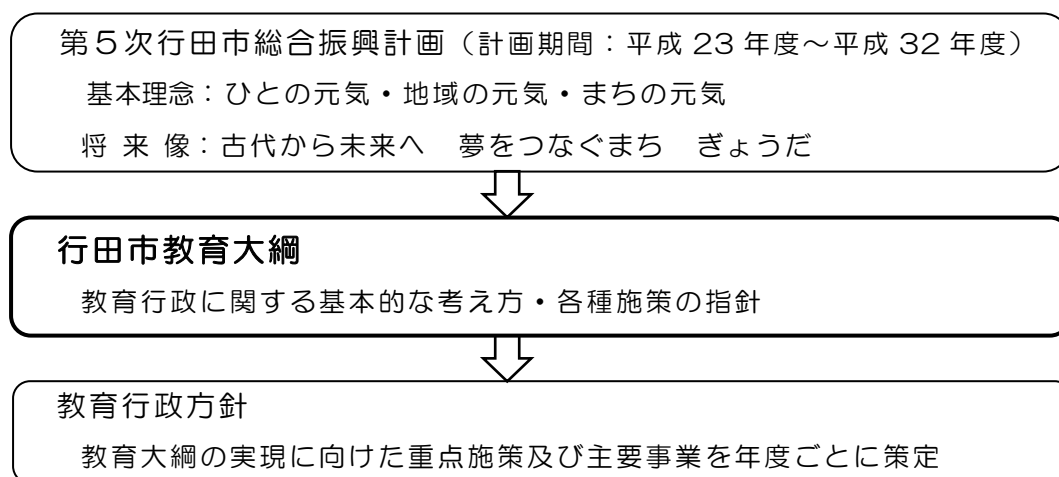 第5次行田市総合振興計画（計画期間：平成 23 年度～平成 32 年度）
基本理念：ひとの元気・地域の元気・まちの元気
将 来 像：古代から未来へ　夢をつなぐまち　ぎょうだ
行田市教育大綱
教育行政に関する基本的な考え方・各種施策の指針
教育行政方針
教育大綱の実現に向けた重点施策及び主要事業を年度ごとに策定